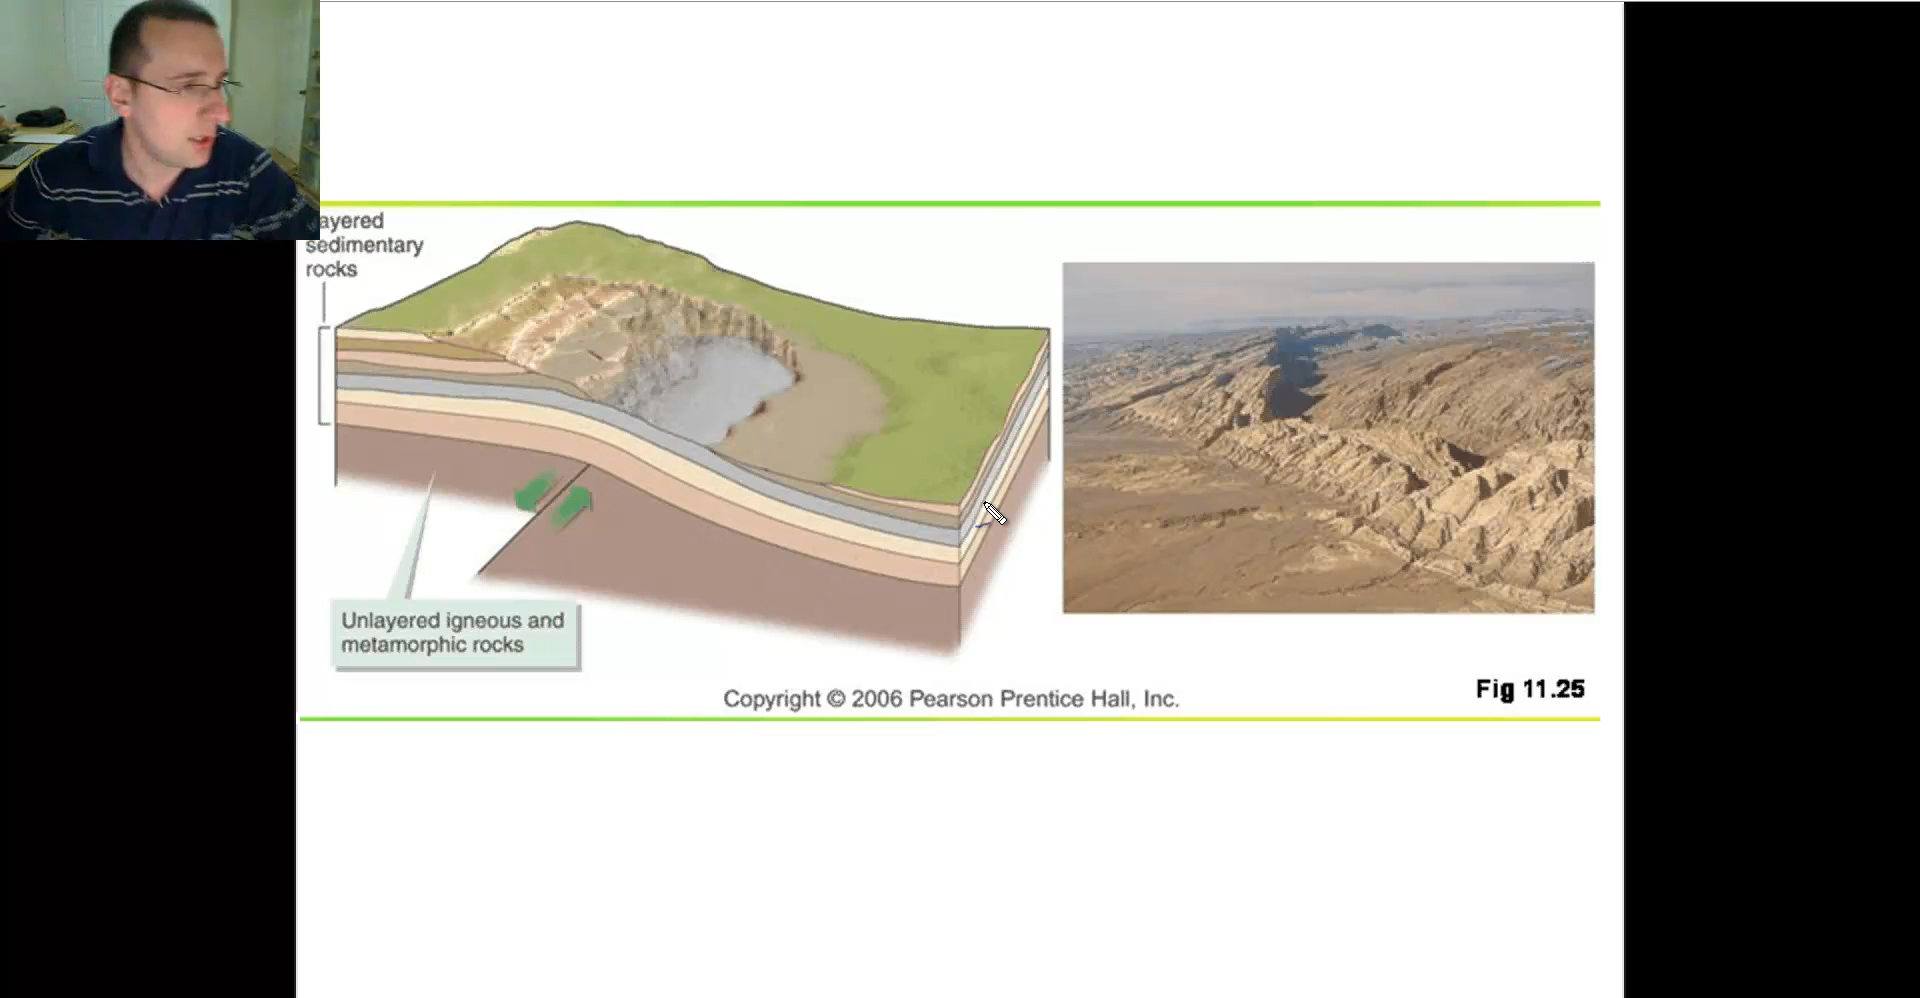 ayered
sedimentary
rocks
Unlayered igneous and
metamorphic rocks
Copyright © 2006 Pearson Prentice Hall, Inc.
Fig 11.25